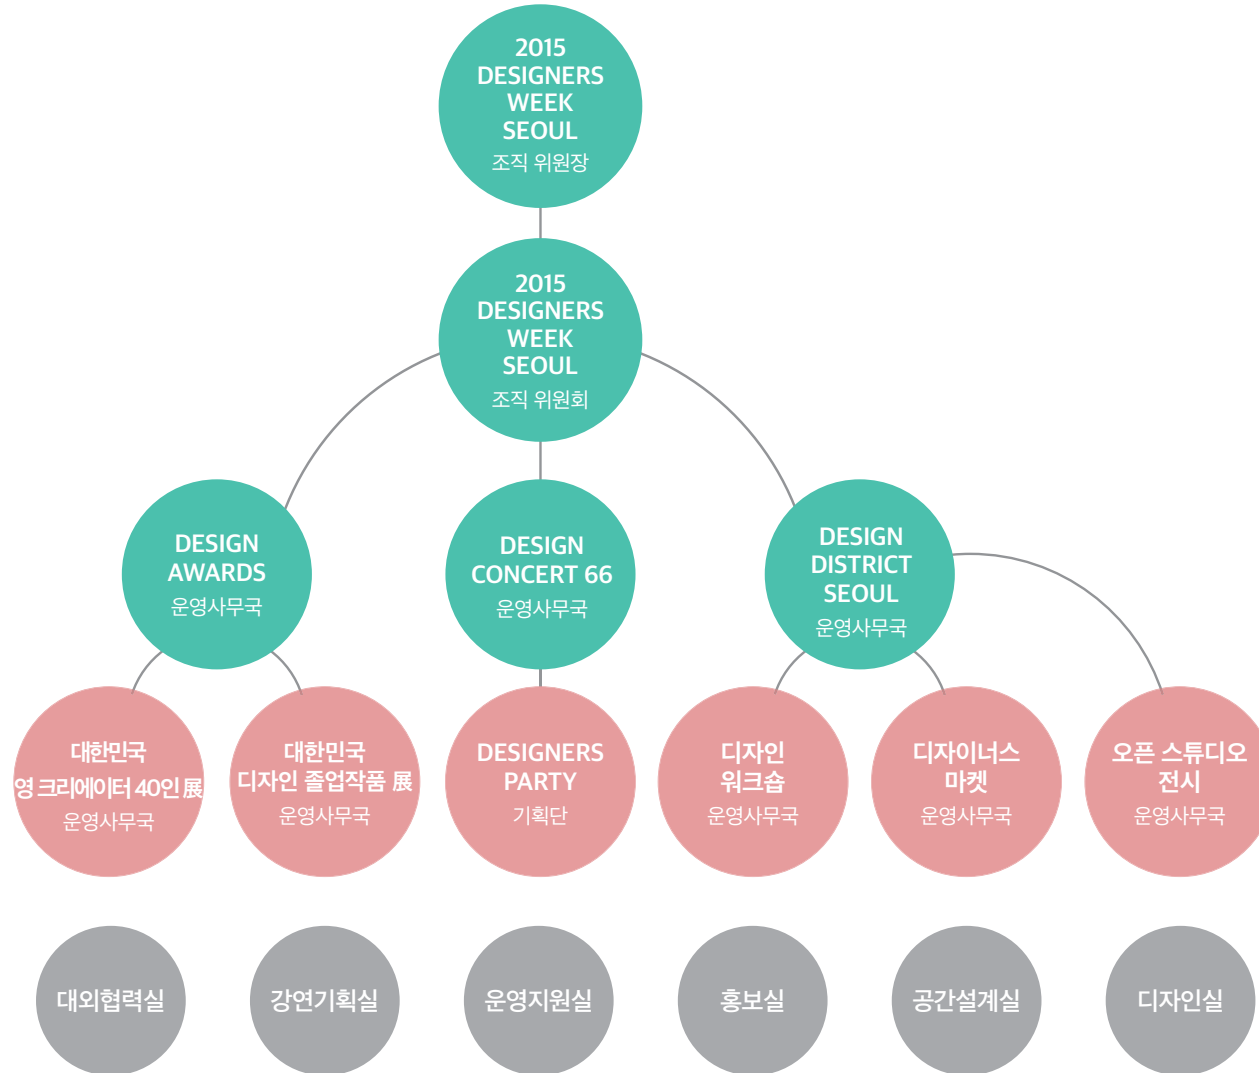 2015
DESIGNERS
WEEK
SEOUL
조직 위원장
2015
DESIGNERS
WEEK
SEOUL
조직 위원회
DESIGN
AWARDS
운영사무국
DESIGN
CONCERT 66
운영사무국
DESIGN
DISTRICT
SEOUL
운영사무국
대한민국
영 크리에이터 40인 展
운영사무국
대한민국
디자인 졸업작품 展
운영사무국
DESIGNERS
PARTY
기획단
디자인
워크숍
운영사무국
디자이너스
마켓
운영사무국
오픈 스튜디오
전시
운영사무국
대외협력실
강연기획실
운영지원실
홍보실
공간설계실
디자인실